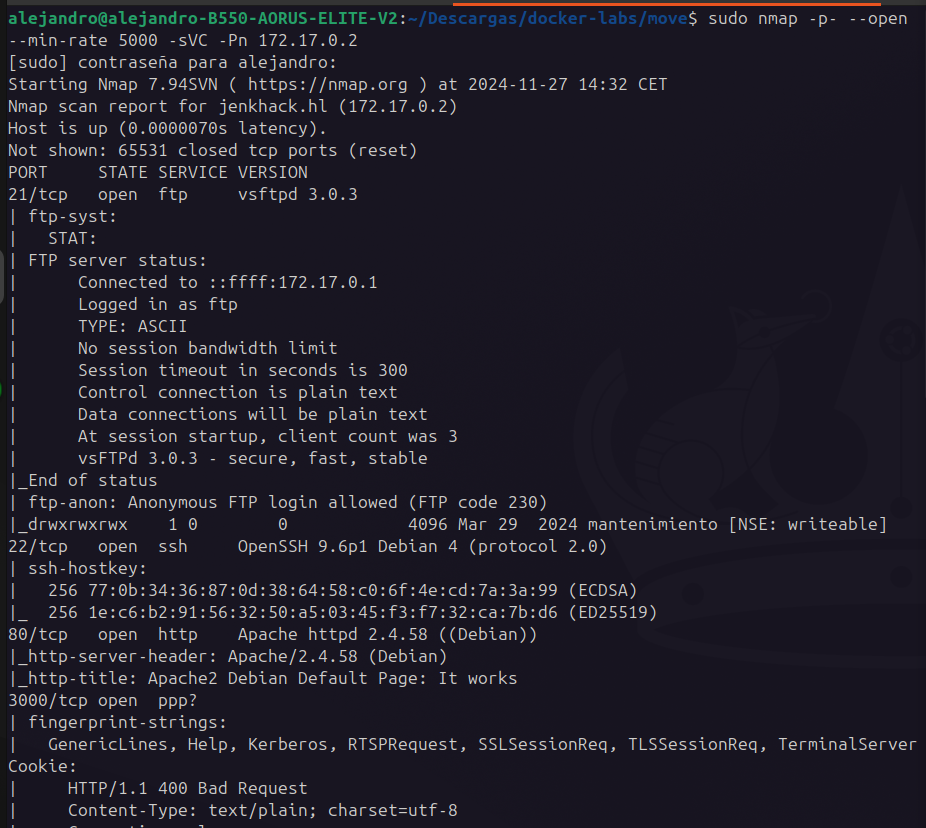 alejandro@alejandro-B550-AORUS-ELITE-V2:~/Descargas/docker-labs/move$ sudo nmap -p- --open
--min-rate 5000 -sVC -Pn 172.17.0.2
[sudo] contraseña para alejandro:
Starting Nmap 7.94SVN ( https://nmap.org ) at 2024-11-27 14:32 CET
Nmap scan report for jenkhack.hl (172.17.0.2)
Host is up (0.0000070s latency).
Not shown: 65531 closed tcp ports (reset)
PORT     STATE SERVICE VERSION
21/tcp   open  ftp     vsftpd 3.0.3
| ftp-syst:
|   STAT:
| FTP server status:
|      Connected to ::ffff:172.17.0.1
|      Logged in as ftp
|      TYPE: ASCII
|      No session bandwidth limit
|      Session timeout in seconds is 300
|      Control connection is plain text
|      Data connections will be plain text
|      At session startup, client count was 3
|      vsFTPd 3.0.3 - secure, fast, stable
|_End of status
| ftp-anon: Anonymous FTP login allowed (FTP code 230)
|_drwxrwxrwx    1 0        0            4096 Mar 29  2024 mantenimiento [NSE: writeable]
22/tcp   open  ssh     OpenSSH 9.6p1 Debian 4 (protocol 2.0)
| ssh-hostkey:
|   256 77:0b:34:36:87:0d:38:64:58:c0:6f:4e:cd:7a:3a:99 (ECDSA)
|_  256 1e:c6:b2:91:56:32:50:a5:03:45:f3:f7:32:ca:7b:d6 (ED25519)
80/tcp   open  http    Apache httpd 2.4.58 ((Debian))
|_http-server-header: Apache/2.4.58 (Debian)
|_http-title: Apache2 Debian Default Page: It works
3000/tcp open  ppp?
| fingerprint-strings:
|   GenericLines, Help, Kerberos, RTSPRequest, SSLSessionReq, TLSSessionReq, TerminalServer
Cookie:
|     HTTP/1.1 400 Bad Request
|     Content-Type: text/plain; charset=utf-8